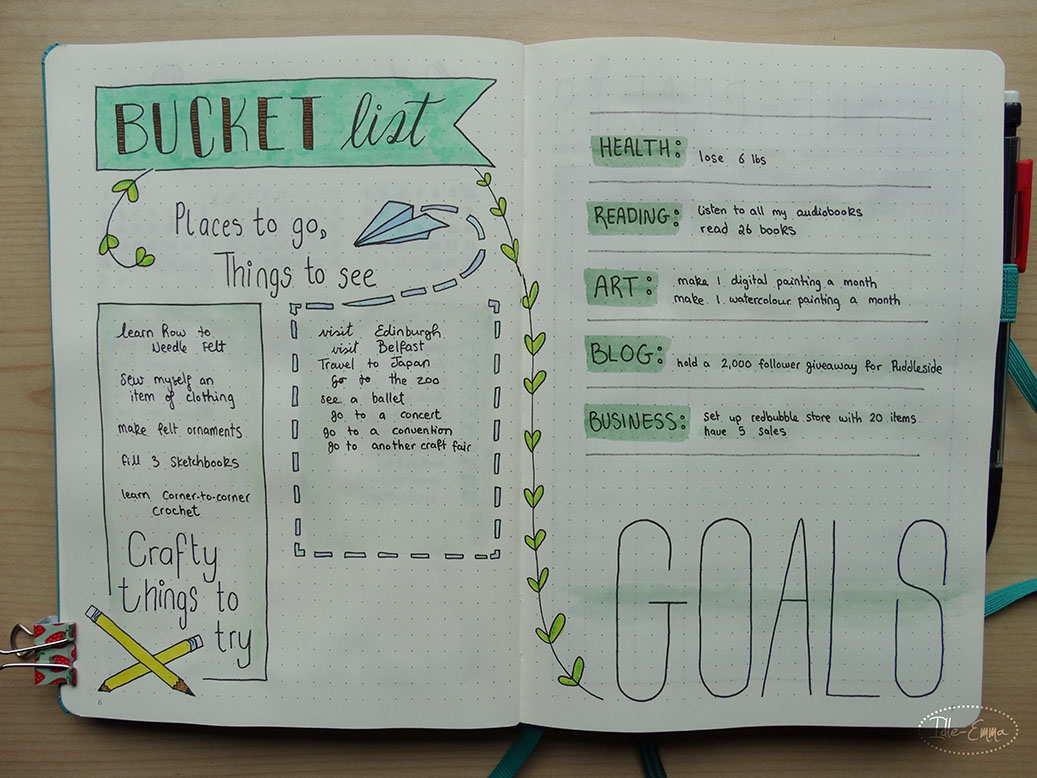 BUCKET list
Places to go,
Things to see
learn how to
Needle Felt
Sew myself an
item of clothing
make felt ornaments
fill 3 sketchbooks
learn Corner-to-corner
crochet
Crafty
things to
try
visit Edinburgh
visit Belfast
Travel to Japan
go to the zoo
see a ballet
go to a concert
go to a convention
go to another craft fair
6
HEALTH: lose 6 lbs
READING: listen to all my audiobooks
read 26 books
ART: make 1 digital painting a month
make 1 watercolour painting a month
BLOG: hold a 2,000 follower giveaway for Puddleside
BUSINESS: set up redbubble store with 20 items
have 5 sales
GOALS
Idle-Emma